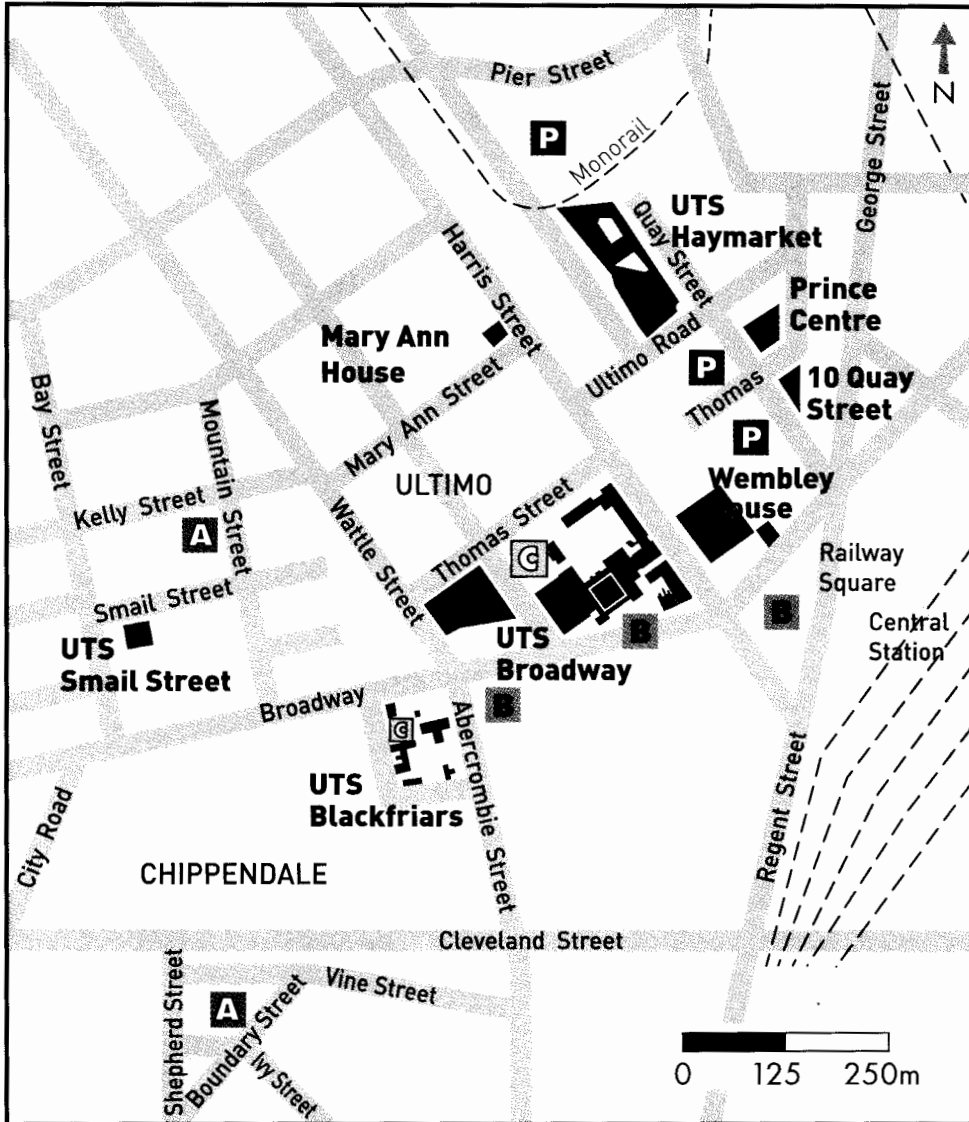 Pier Street
N
George Street
P
Monorail
UTS
Haymarket
Quay Street
Harris Street
Prince
Centre
Mary Ann
House
Ultimo Road
P
10 Quay
Street
Thomas
Bay Street
Mountain Street
Mary Ann Street
P
ULTIMO
Wembley
ouse
Kelly Street
A
Wattle Street
Thomas Street
C
Railway
Square
Smail Street
B
B
Central
Station
UTS
Smail Street
UTS
Broadway
Broadway
B
C
Abercrombie Street
UTS
Blackfriars
Regent Street
City Road
CHIPPENDALE
Cleveland Street
Shepherd Street
Vine Street
A
Boundary Street
Ivy Street
0 125 250m